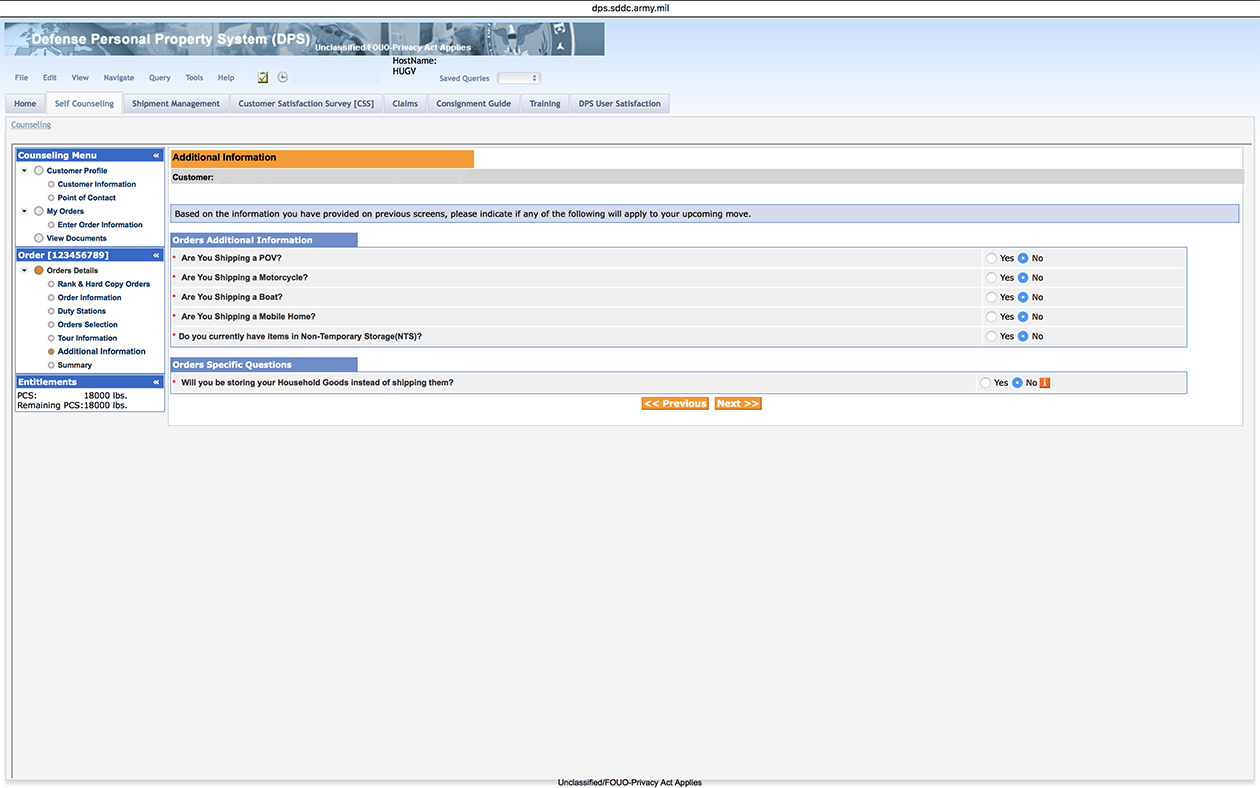 dps.sddc.army.mil
Defense Personal Property System (DPS) Unclassified/FOUO-Privacy Act Applies
HostName:
HUGV
File Edit View Navigate Query Tools Help Saved Queries
Home Self Counseling Shipment Management Customer Satisfaction Survey [CSS] Claims Consignment Guide Training DPS User Satisfaction
Counseling
Counseling Menu «
Customer Profile
Customer Information
Point of Contact
My Orders
Enter Order Information
View Documents
Order [123456789] «
Orders Details
Rank & Hard Copy Orders
Order Information
Duty Stations
Orders Selection
Tour Information
Additional Information
Summary
Entitlements «
PCS: 18000 lbs.
Remaining PCS:18000 lbs.
Additional Information
Customer:
Based on the information you have provided on previous screens, please indicate if any of the following will apply to your upcoming move.
Orders Additional Information
* Are You Shipping a POV? Yes No
* Are You Shipping a Motorcycle? Yes No
* Are You Shipping a Boat? Yes No
* Are You Shipping a Mobile Home? Yes No
* Do you currently have items in Non-Temporary Storage(NTS)? Yes No
Orders Specific Questions
* Will you be storing your Household Goods instead of shipping them? Yes No i
<< Previous Next >>
Unclassified/FOUO-Privacy Act Applies